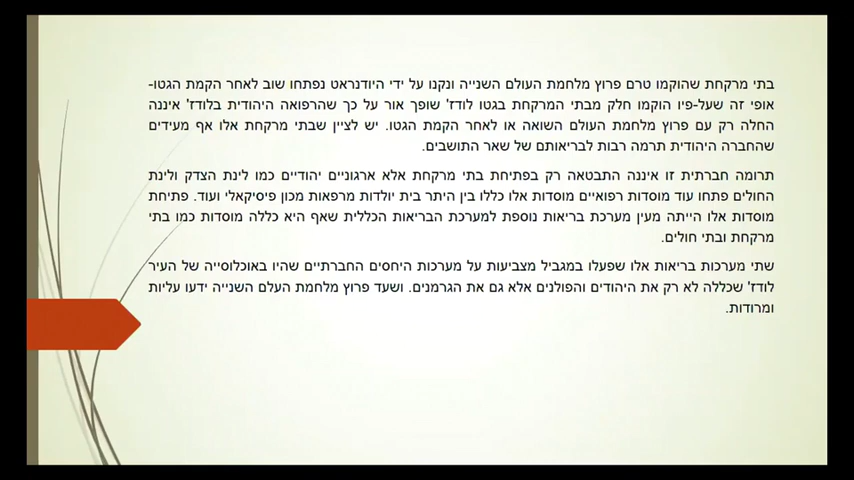 בתי מרקחת שהוקמו טרם פרוץ מלחמת העולם השנייה ונקנו על ידי היודנראט נפתחו שוב לאחר הקמת הגטו-
אופי זה שעל-פיו הוקמו חלק מבתי המרקחת בגטו לודז' שופך אור על כך שהרפואה היהודית בלודז' איננה
החלה רק עם פרוץ מלחמת העולם השואה או לאחר הקמת הגטו. יש לציין שבתי מרקחת אלו אף מעידים
שהחברה היהודית תרמה רבות לבריאותם של שאר התושבים.
תרומה חברתית זו איננה התבטאה רק בפתיחת בתי מרקחת אלא ארגוניים יהודיים כמו לינת הצדק ולינת
החולים פתחו עוד מוסדות רפואיים מוסדות אלו כללו בין היתר בית יולדות מרפאות מכון פיסיקאלי ועוד. פתיחת
מוסדות אלו הייתה מעין מערכת בריאות נוספת למערכת הבריאות הכללית שאף היא כללה מוסדות כמו בתי
מרקחת ובתי חולים.
שתי מערכות בריאות אלו שפעלו במגביל מצביעות על מערכות היחסים החברתיים שהיו באוכלוסייה של העיר
לודז' שכללה לא רק את היהודים והפולנים אלא גם את הגרמנים. ושעד פרוץ מלחמת העלם השנייה ידעו עליות
ומרודות.